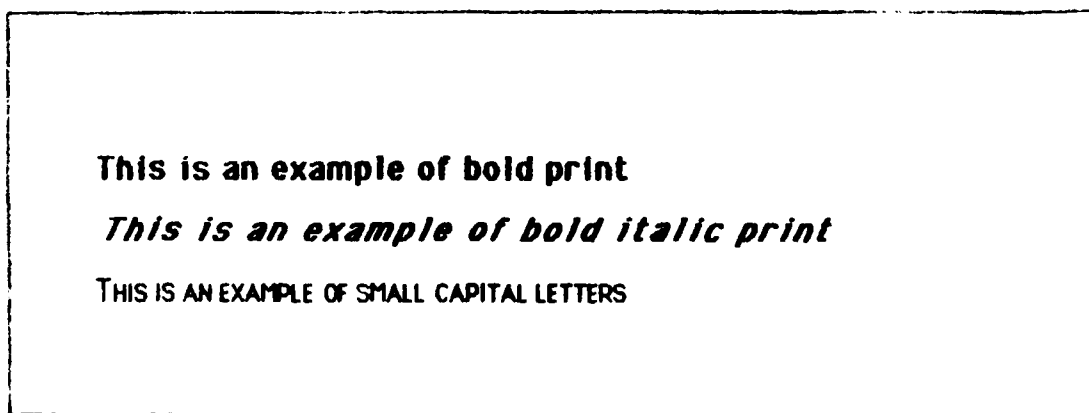 This is an example of bold print
This is an example of bold italic print
THIS IS AN EXAMPLE OF SMALL CAPITAL LETTERS